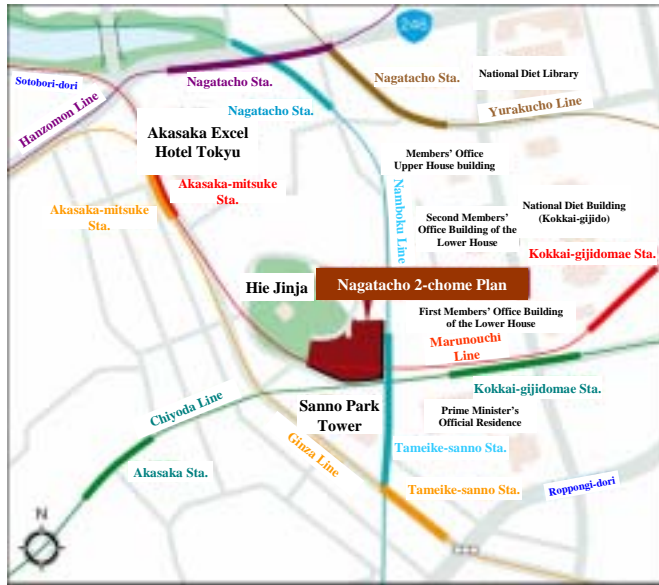 246
Sotobori-dori
Nagatacho Sta.
Nagatacho Sta.
National Diet Library
Hanzomon Line
Nagatacho Sta.
Yurakucho Line
Akasaka Excel
Hotel Tokyu
Members' Office
Upper House building
Akasaka-mitsuke
Sta.
Akasaka-mitsuke
Sta.
Namboku Line
National Diet Building
(Kokkai-gijido)
Second Members'
Office Building of the
Lower House
Kokkai-gijidomae Sta.
Hie Jinja
Nagatacho 2-chome Plan
First Members' Office Building
of the Lower House
Marunouchi
Line
Kokkai-gijidomae Sta.
Chiyoda Line
Sanno Park
Tower
Prime Minister's
Official Residence
Ginza Line
Tameike-sanno Sta.
Akasaka Sta.
Tameike-sanno Sta.
Roppongi-dori
N